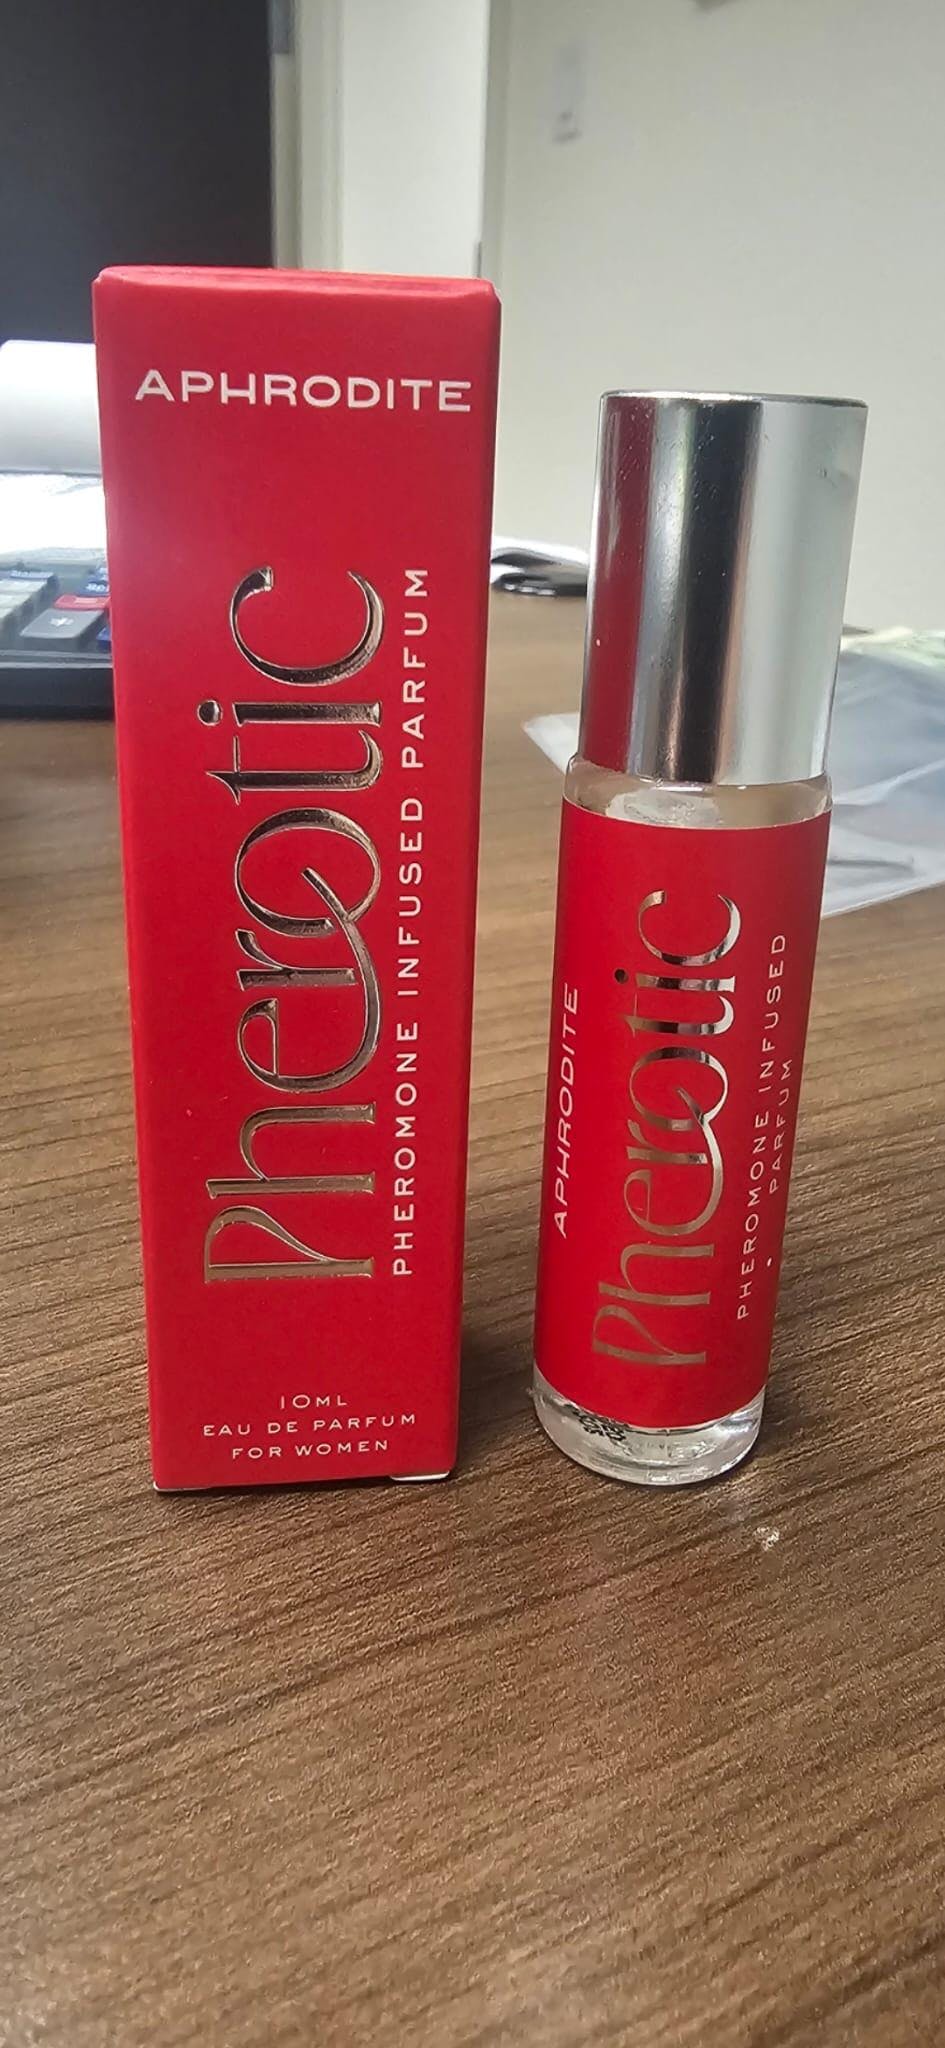 APHRODITE
Pherotic
PHEROMONE INFUSED PARFUM
10ML
EAU DE PARFUM
FOR WOMEN
APHRODITE
Pherotic
PHEROMONE INFUSED
PARFUM